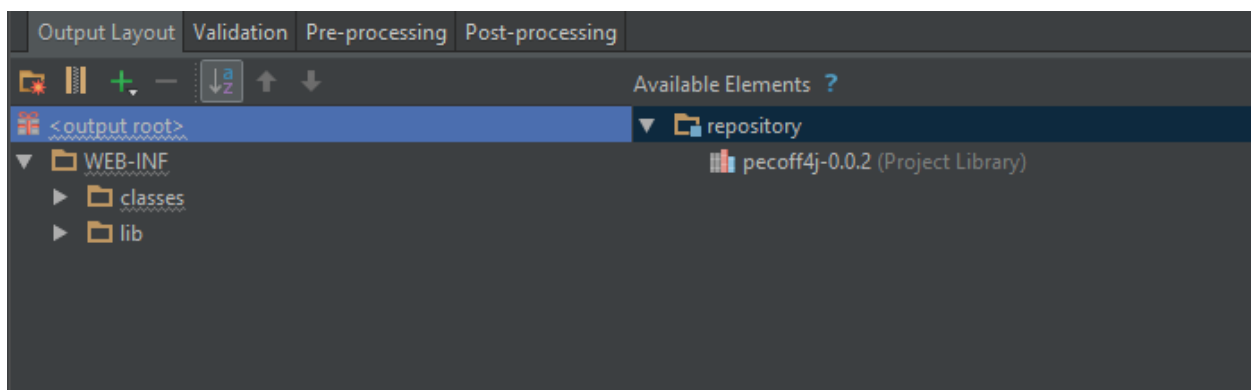 Output Layout Validation Pre-processing Post-processing
Available Elements ?
<output root>
WEB-INF
classes
lib
repository
pecoff4j-0.0.2 (Project Library)